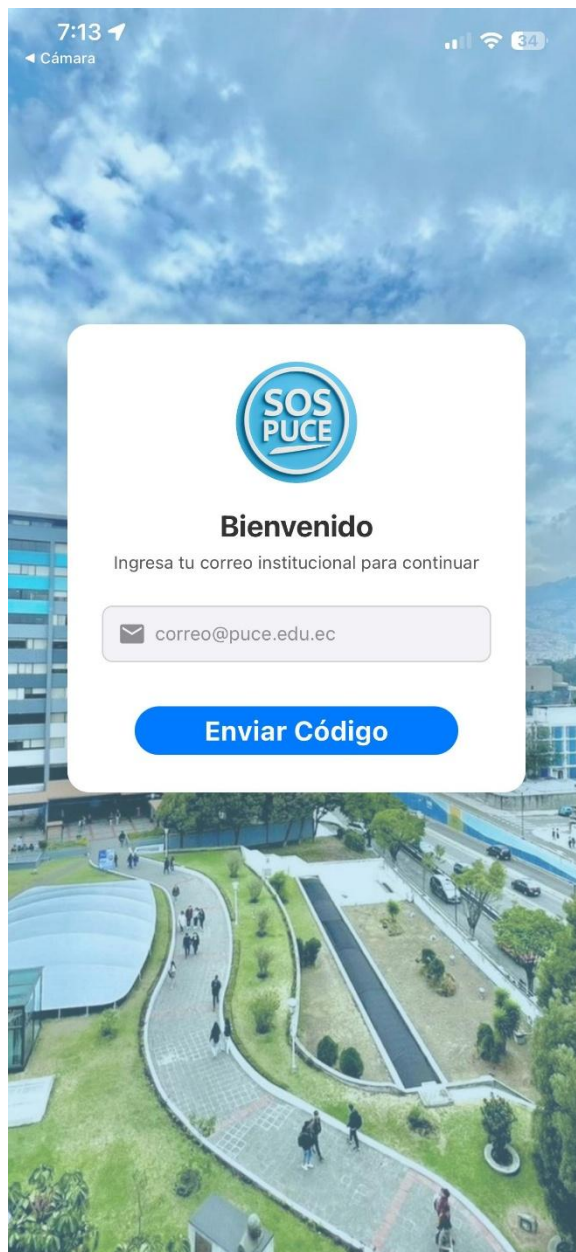 7:13
◄ Cámara
34
SOS
PUCE
Bienvenido
Ingresa tu correo institucional para continuar
correo@puce.edu.ec
Enviar Código